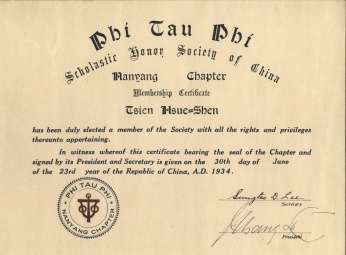 Phi Tau Phi
Scholastic Honor Society of China
Nanyang Chapter
Membership Certificate
Tsien Hsue-Shen
has been duly elected a member of the Society with all the rights and privileges
thereunto appertaining.
In witness whereof this certificate bearing the seal of the Chapter and
signed by its President and Secretary is given on the 30th day of June
of the 23rd year of the Republic of China, A.D. 1934.
PHI TAU PHI
NANYANG CHAPTER